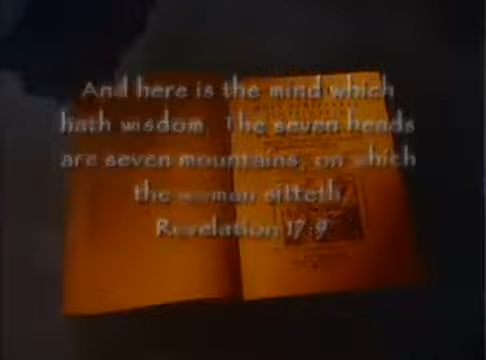 And here is the mind which
hath wisdom. The seven heads
are seven mountains, on which
the woman sitteth.
Revelation 17:9